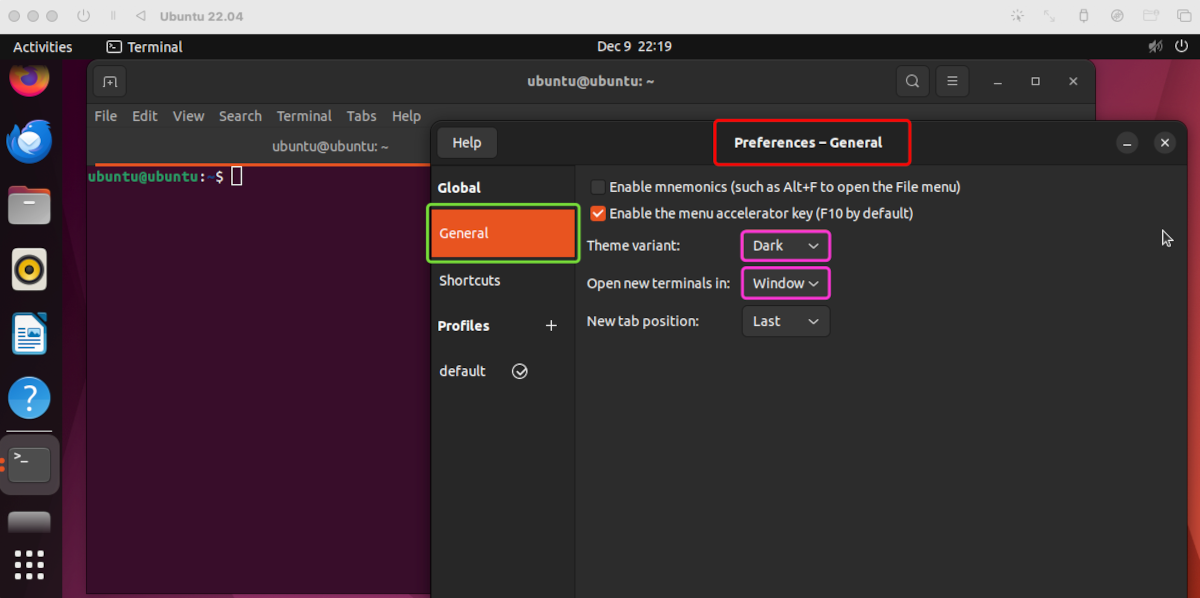 Ubuntu 22.04
Activities
Terminal
Dec 9 22:19
ubuntu@ubuntu: ~
File Edit View Search Terminal Tabs Help
ubuntu@ubuntu: ~
ubuntu@ubuntu:~$
Help
Preferences – General
Global
General
Shortcuts
Profiles +
default
Enable mnemonics (such as Alt+F to open the File menu)
Enable the menu accelerator key (F10 by default)
Theme variant: Dark
Open new terminals in: Window
New tab position: Last